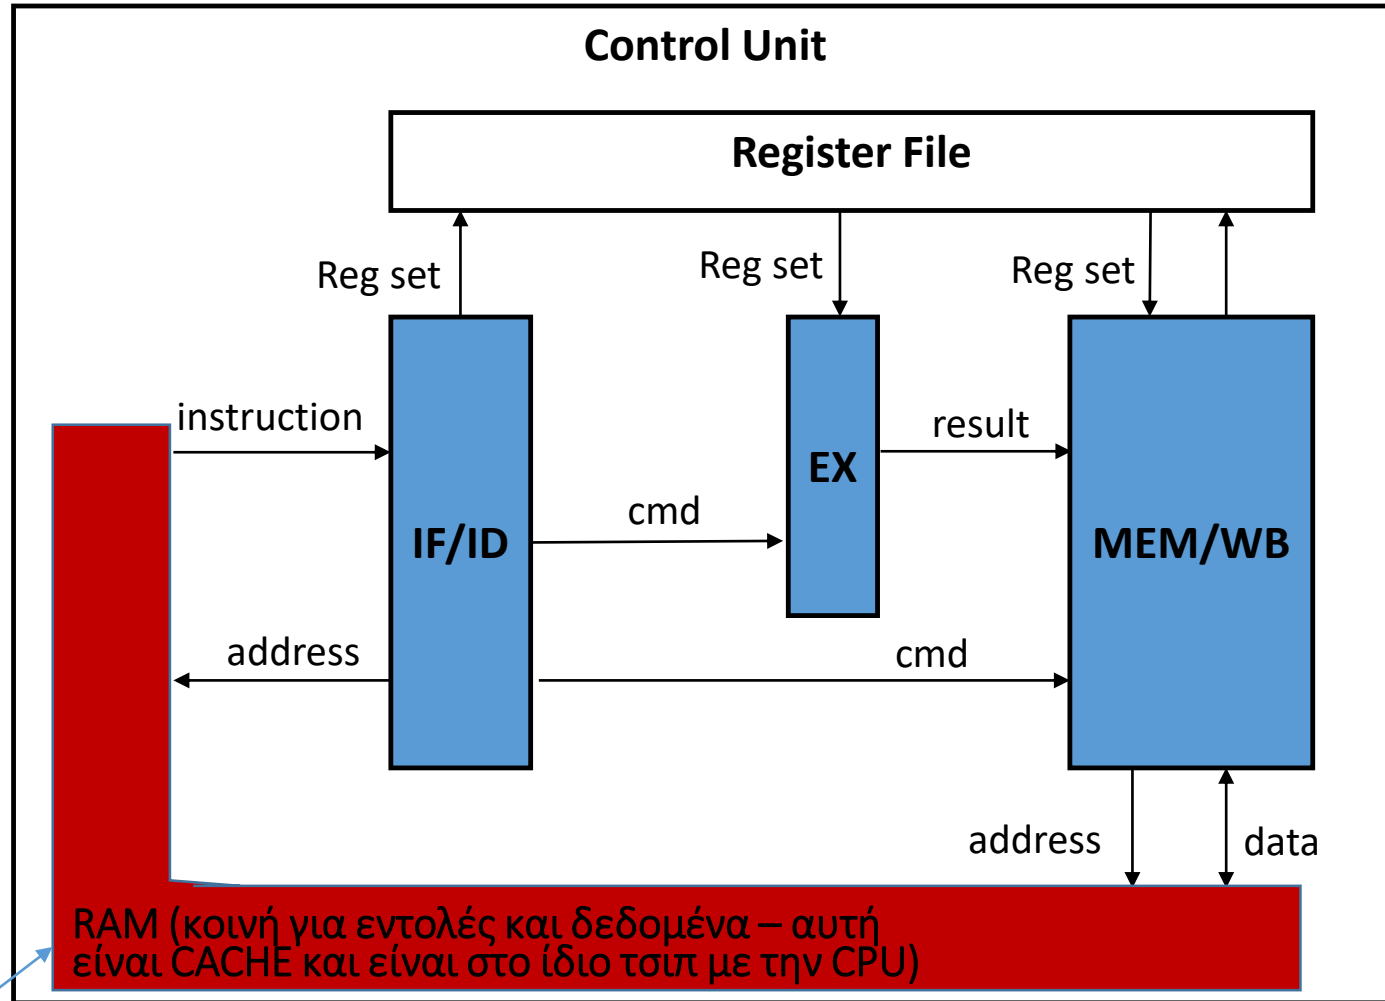 Control Unit
Register File
Reg set
Reg set
Reg set
instruction
result
EX
cmd
IF/ID
MEM/WB
address
cmd
address
data
RAM (κοινή για εντολές και δεδομένα – αυτή
είναι CACHE και είναι στο ίδιο τσιπ με την CPU)